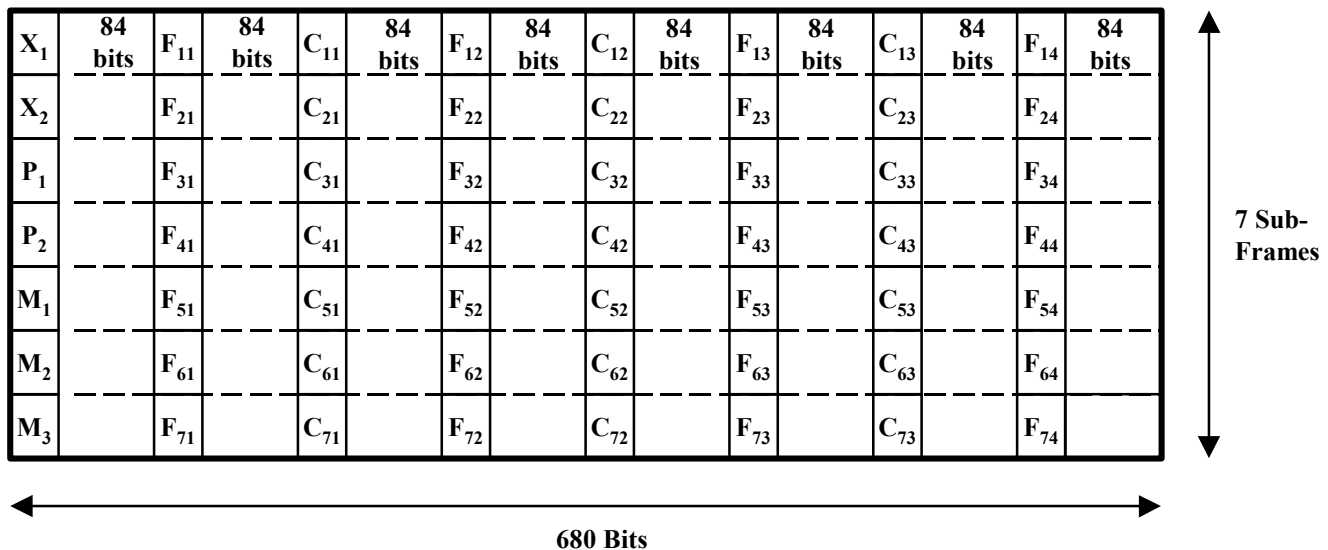 X₁ 84 bits F₁₁ 84 bits C₁₁ 84 bits F₁₂ 84 bits C₁₂ 84 bits F₁₃ 84 bits C₁₃ 84 bits F₁₄ 84 bits
X₂ F₂₁ C₂₁ F₂₂ C₂₂ F₂₃ C₂₃ F₂₄
P₁ F₃₁ C₃₁ F₃₂ C₃₂ F₃₃ C₃₃ F₃₄
P₂ F₄₁ C₄₁ F₄₂ C₄₂ F₄₃ C₄₃ F₄₄
M₁ F₅₁ C₅₁ F₅₂ C₅₂ F₅₃ C₅₃ F₅₄
M₂ F₆₁ C₆₁ F₆₂ C₆₂ F₆₃ C₆₃ F₆₄
M₃ F₇₁ C₇₁ F₇₂ C₇₂ F₇₃ C₇₃ F₇₄
7 Sub-
Frames
680 Bits